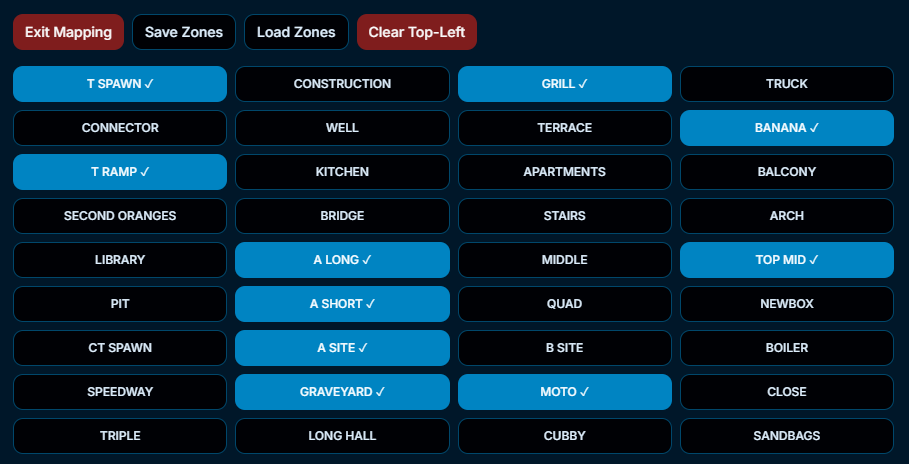 Exit Mapping Save Zones Load Zones Clear Top-Left
T SPAWN ✓ CONSTRUCTION GRILL ✓ TRUCK
CONNECTOR WELL TERRACE BANANA ✓
T RAMP ✓ KITCHEN APARTMENTS BALCONY
SECOND ORANGES BRIDGE STAIRS ARCH
LIBRARY A LONG ✓ MIDDLE TOP MID ✓
PIT A SHORT ✓ QUAD NEWBOX
CT SPAWN A SITE ✓ B SITE BOILER
SPEEDWAY GRAVEYARD ✓ MOTO ✓ CLOSE
TRIPLE LONG HALL CUBBY SANDBAGS